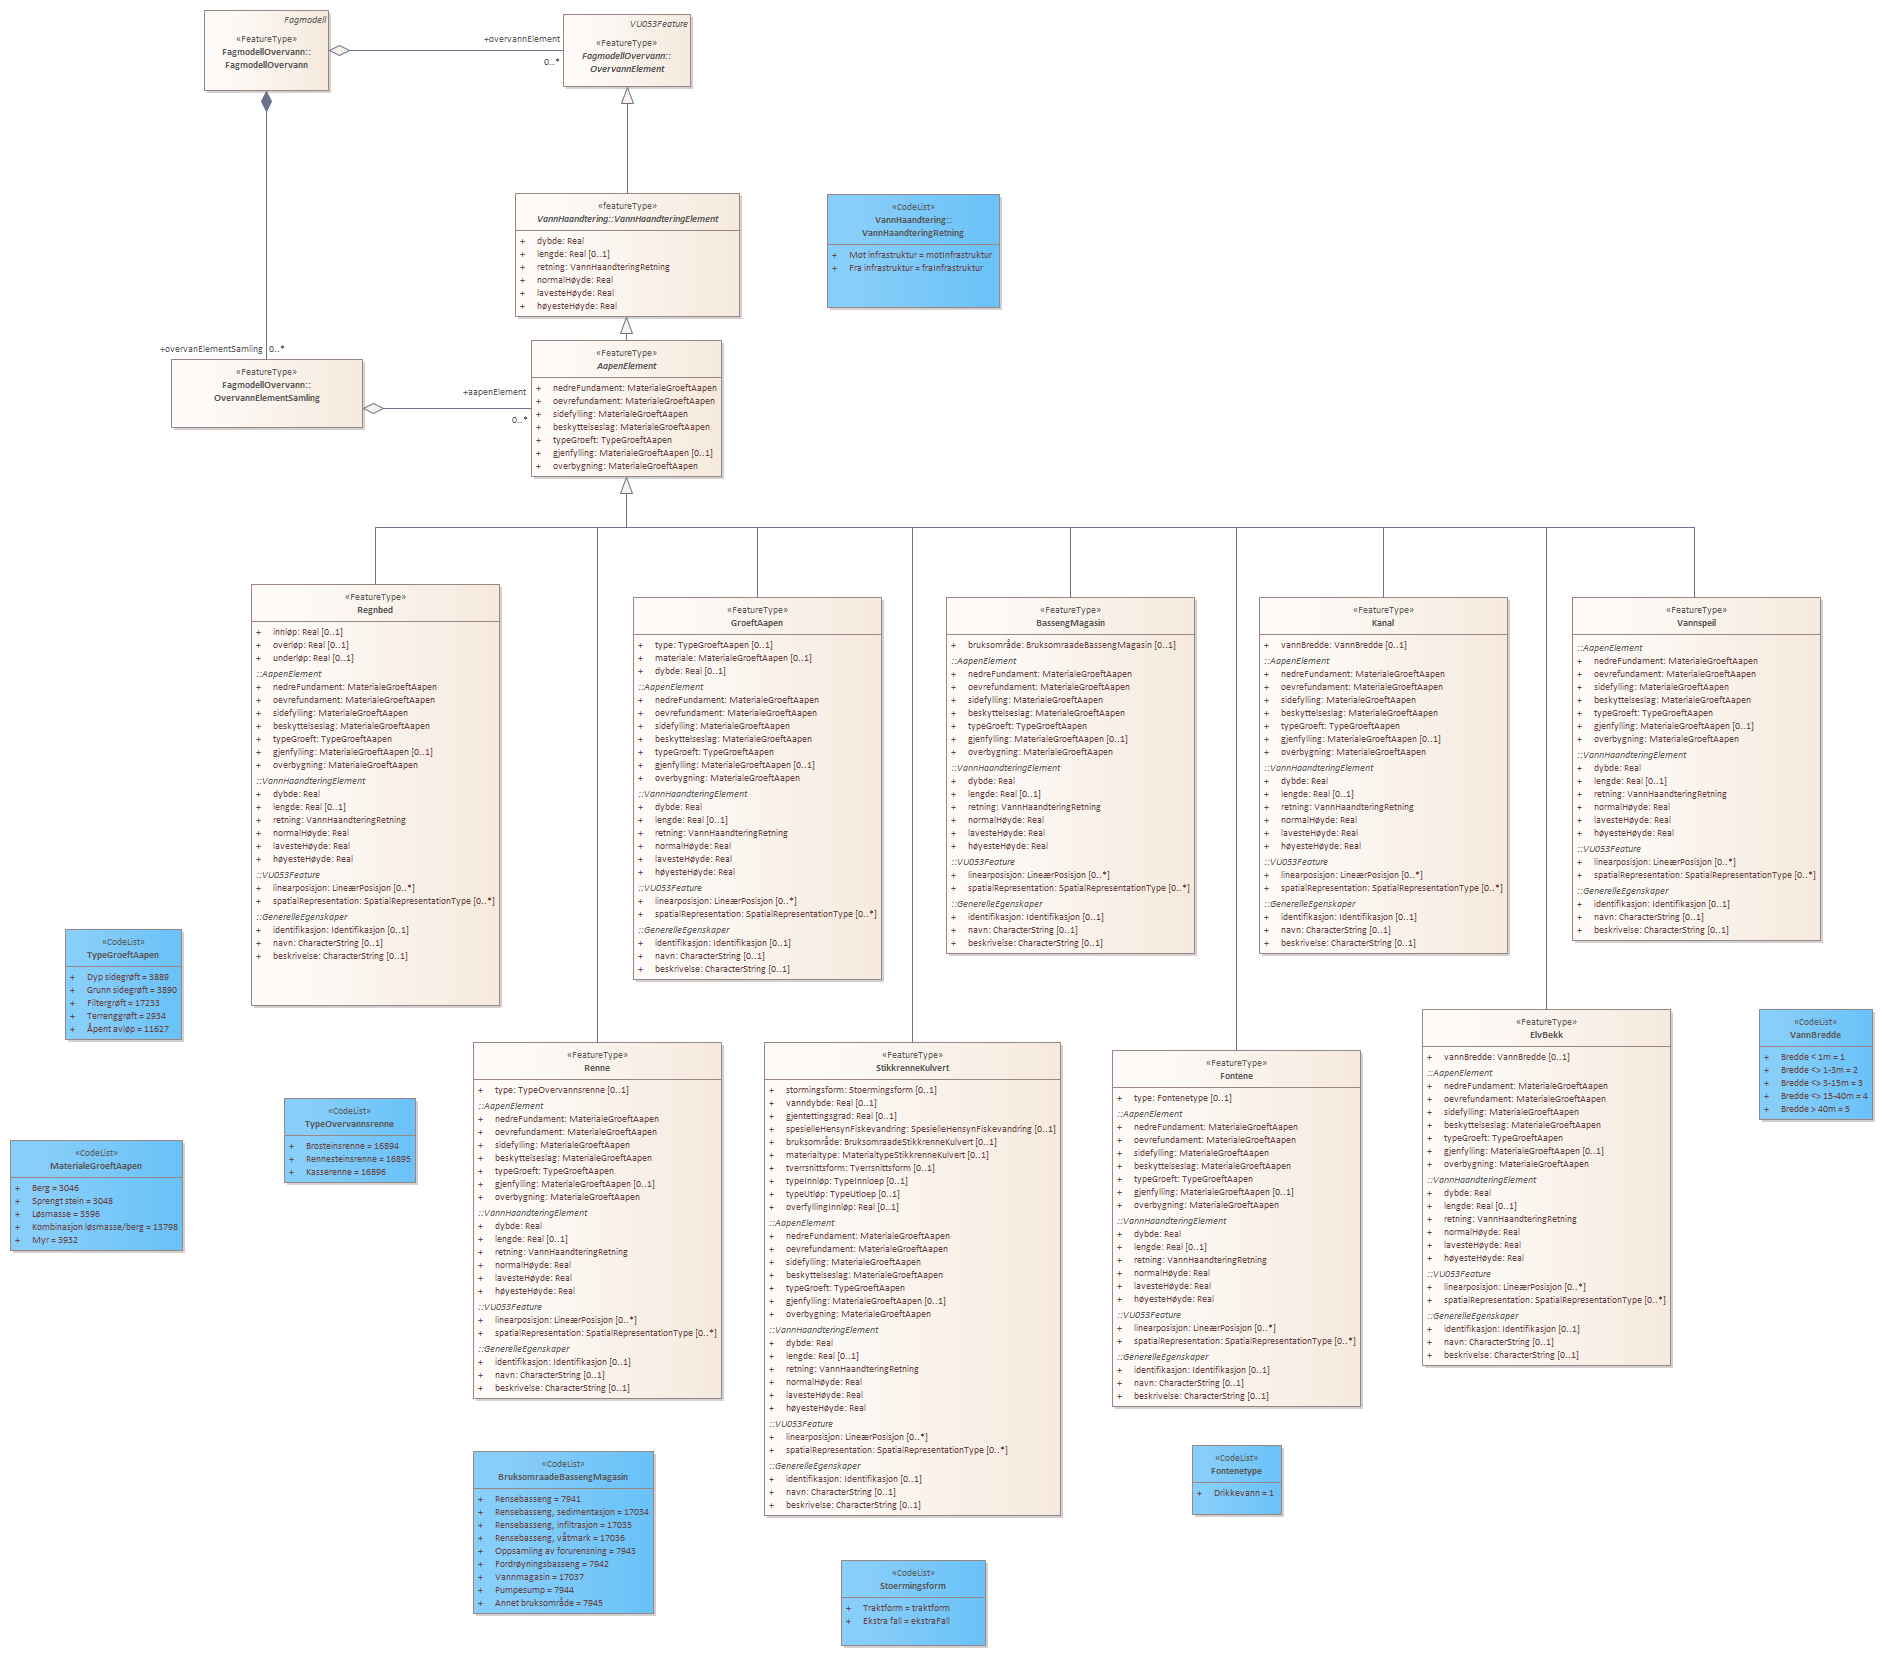 Fagmodell
«FeatureType»
FagmodellOvervann::
FagmodellOvervann
+overvannElement
0..*
VU053Feature
«FeatureType»
FagmodellOvervann::
OvervannElement
«featureType»
VannHaandtering::VannHaandteringElement
+ dybde: Real
+ lengde: Real [0..1]
+ retning: VannHaandteringRetning
+ normalHøyde: Real
+ lavesteHøyde: Real
+ høyesteHøyde: Real
«CodeList»
VannHaandtering::
VannHaandteringRetning
+ Mot infrastruktur = motInfrastruktur
+ Fra infrastruktur = fraInfrastruktur
+overvanElementSamling 0..*
«FeatureType»
FagmodellOvervann::
OvervannElementSamling
+aapenElement
0..*
«FeatureType»
AapenElement
+ nedreFundament: MaterialeGroeftAapen
+ oevrefundament: MaterialeGroeftAapen
+ sidefylling: MaterialeGroeftAapen
+ beskyttelseslag: MaterialeGroeftAapen
+ typeGroeft: TypeGroeftAapen
+ gjenfylling: MaterialeGroeftAapen [0..1]
+ overbygning: MaterialeGroeftAapen
«FeatureType»
Regnbed
+ innløp: Real [0..1]
+ overløp: Real [0..1]
+ underløp: Real [0..1]
::AapenElement
+ nedreFundament: MaterialeGroeftAapen
+ oevrefundament: MaterialeGroeftAapen
+ sidefylling: MaterialeGroeftAapen
+ beskyttelseslag: MaterialeGroeftAapen
+ typeGroeft: TypeGroeftAapen
+ gjenfylling: MaterialeGroeftAapen [0..1]
+ overbygning: MaterialeGroeftAapen
::VannHaandteringElement
+ dybde: Real
+ lengde: Real [0..1]
+ retning: VannHaandteringRetning
+ normalHøyde: Real
+ lavesteHøyde: Real
+ høyesteHøyde: Real
::VU053Feature
+ linearposisjon: LineærPosisjon [0..*]
+ spatialRepresentation: SpatialRepresentationType [0..*]
::GenerelleEgenskaper
+ identifikasjon: Identifikasjon [0..1]
+ navn: CharacterString [0..1]
+ beskrivelse: CharacterString [0..1]
«FeatureType»
GroeftAapen
+ type: TypeGroeftAapen [0..1]
+ materiale: MaterialeGroeftAapen [0..1]
+ dybde: Real [0..1]
::AapenElement
+ nedreFundament: MaterialeGroeftAapen
+ oevrefundament: MaterialeGroeftAapen
+ sidefylling: MaterialeGroeftAapen
+ beskyttelseslag: MaterialeGroeftAapen
+ typeGroeft: TypeGroeftAapen
+ gjenfylling: MaterialeGroeftAapen [0..1]
+ overbygning: MaterialeGroeftAapen
::VannHaandteringElement
+ dybde: Real
+ lengde: Real [0..1]
+ retning: VannHaandteringRetning
+ normalHøyde: Real
+ lavesteHøyde: Real
+ høyesteHøyde: Real
::VU053Feature
+ linearposisjon: LineærPosisjon [0..*]
+ spatialRepresentation: SpatialRepresentationType [0..*]
::GenerelleEgenskaper
+ identifikasjon: Identifikasjon [0..1]
+ navn: CharacterString [0..1]
+ beskrivelse: CharacterString [0..1]
«FeatureType»
BassengMagasin
+ bruksområde: BruksomraadeBassengMagasin [0..1]
::AapenElement
+ nedreFundament: MaterialeGroeftAapen
+ oevrefundament: MaterialeGroeftAapen
+ sidefylling: MaterialeGroeftAapen
+ beskyttelseslag: MaterialeGroeftAapen
+ typeGroeft: TypeGroeftAapen
+ gjenfylling: MaterialeGroeftAapen [0..1]
+ overbygning: MaterialeGroeftAapen
::VannHaandteringElement
+ dybde: Real
+ lengde: Real [0..1]
+ retning: VannHaandteringRetning
+ normalHøyde: Real
+ lavesteHøyde: Real
+ høyesteHøyde: Real
::VU053Feature
+ linearposisjon: LineærPosisjon [0..*]
+ spatialRepresentation: SpatialRepresentationType [0..*]
::GenerelleEgenskaper
+ identifikasjon: Identifikasjon [0..1]
+ navn: CharacterString [0..1]
+ beskrivelse: CharacterString [0..1]
«FeatureType»
Kanal
+ vannBredde: VannBredde [0..1]
::AapenElement
+ nedreFundament: MaterialeGroeftAapen
+ oevrefundament: MaterialeGroeftAapen
+ sidefylling: MaterialeGroeftAapen
+ beskyttelseslag: MaterialeGroeftAapen
+ typeGroeft: TypeGroeftAapen
+ gjenfylling: MaterialeGroeftAapen [0..1]
+ overbygning: MaterialeGroeftAapen
::VannHaandteringElement
+ dybde: Real
+ lengde: Real [0..1]
+ retning: VannHaandteringRetning
+ normalHøyde: Real
+ lavesteHøyde: Real
+ høyesteHøyde: Real
::VU053Feature
+ linearposisjon: LineærPosisjon [0..*]
+ spatialRepresentation: SpatialRepresentationType [0..*]
::GenerelleEgenskaper
+ identifikasjon: Identifikasjon [0..1]
+ navn: CharacterString [0..1]
+ beskrivelse: CharacterString [0..1]
«FeatureType»
Vannspeil
::AapenElement
+ nedreFundament: MaterialeGroeftAapen
+ oevrefundament: MaterialeGroeftAapen
+ sidefylling: MaterialeGroeftAapen
+ beskyttelseslag: MaterialeGroeftAapen
+ typeGroeft: TypeGroeftAapen
+ gjenfylling: MaterialeGroeftAapen [0..1]
+ overbygning: MaterialeGroeftAapen
::VannHaandteringElement
+ dybde: Real
+ lengde: Real [0..1]
+ retning: VannHaandteringRetning
+ normalHøyde: Real
+ lavesteHøyde: Real
+ høyesteHøyde: Real
::VU053Feature
+ linearposisjon: LineærPosisjon [0..*]
+ spatialRepresentation: SpatialRepresentationType [0..*]
::GenerelleEgenskaper
+ identifikasjon: Identifikasjon [0..1]
+ navn: CharacterString [0..1]
+ beskrivelse: CharacterString [0..1]
«CodeList»
TypeGroeftAapen
+ Dyp sidegrøft = 3889
+ Grunn sidegrøft = 3890
+ Filtergrøft = 17233
+ Terrenggrøft = 2934
+ Åpent avløp = 11627
«CodeList»
TypeOvervannsrenne
+ Brosteinsrenne = 16894
+ Rennesteinsrenne = 16895
+ Kasserenne = 16896
«CodeList»
MaterialeGroeftAapen
+ Berg = 3046
+ Sprengt stein = 3048
+ Løsmasse = 3596
+ Kombinasjon løsmasse/berg = 13798
+ Myr = 3932
«FeatureType»
Renne
+ type: TypeOvervannsrenne [0..1]
::AapenElement
+ nedreFundament: MaterialeGroeftAapen
+ oevrefundament: MaterialeGroeftAapen
+ sidefylling: MaterialeGroeftAapen
+ beskyttelseslag: MaterialeGroeftAapen
+ typeGroeft: TypeGroeftAapen
+ gjenfylling: MaterialeGroeftAapen [0..1]
+ overbygning: MaterialeGroeftAapen
::VannHaandteringElement
+ dybde: Real
+ lengde: Real [0..1]
+ retning: VannHaandteringRetning
+ normalHøyde: Real
+ lavesteHøyde: Real
+ høyesteHøyde: Real
::VU053Feature
+ linearposisjon: LineærPosisjon [0..*]
+ spatialRepresentation: SpatialRepresentationType [0..*]
::GenerelleEgenskaper
+ identifikasjon: Identifikasjon [0..1]
+ navn: CharacterString [0..1]
+ beskrivelse: CharacterString [0..1]
«FeatureType»
StikkrenneKulvert
+ stormingsform: Stoermingsform [0..1]
+ vanndybde: Real [0..1]
+ gjentettingsgrad: Real [0..1]
+ spesielleHensynFiskevandring: SpesielleHensynFiskevandring [0..1]
+ bruksområde: BruksomraadeStikkrenneKulvert [0..1]
+ materialtype: MaterialtypeStikkrenneKulvert [0..1]
+ tverrsnittsform: Tverrsnittsform [0..1]
+ typeInnløp: TypeInnloep [0..1]
+ typeUtløp: TypeUtloep [0..1]
+ overfyllingInnløp: Real [0..1]
::AapenElement
+ nedreFundament: MaterialeGroeftAapen
+ oevrefundament: MaterialeGroeftAapen
+ sidefylling: MaterialeGroeftAapen
+ beskyttelseslag: MaterialeGroeftAapen
+ typeGroeft: TypeGroeftAapen
+ gjenfylling: MaterialeGroeftAapen [0..1]
+ overbygning: MaterialeGroeftAapen
::VannHaandteringElement
+ dybde: Real
+ lengde: Real [0..1]
+ retning: VannHaandteringRetning
+ normalHøyde: Real
+ lavesteHøyde: Real
+ høyesteHøyde: Real
::VU053Feature
+ linearposisjon: LineærPosisjon [0..*]
+ spatialRepresentation: SpatialRepresentationType [0..*]
::GenerelleEgenskaper
+ identifikasjon: Identifikasjon [0..1]
+ navn: CharacterString [0..1]
+ beskrivelse: CharacterString [0..1]
«FeatureType»
Fontene
+ type: Fontenetype [0..1]
::AapenElement
+ nedreFundament: MaterialeGroeftAapen
+ oevrefundament: MaterialeGroeftAapen
+ sidefylling: MaterialeGroeftAapen
+ beskyttelseslag: MaterialeGroeftAapen
+ typeGroeft: TypeGroeftAapen
+ gjenfylling: MaterialeGroeftAapen [0..1]
+ overbygning: MaterialeGroeftAapen
::VannHaandteringElement
+ dybde: Real
+ lengde: Real [0..1]
+ retning: VannHaandteringRetning
+ normalHøyde: Real
+ lavesteHøyde: Real
+ høyesteHøyde: Real
::VU053Feature
+ linearposisjon: LineærPosisjon [0..*]
+ spatialRepresentation: SpatialRepresentationType [0..*]
::GenerelleEgenskaper
+ identifikasjon: Identifikasjon [0..1]
+ navn: CharacterString [0..1]
+ beskrivelse: CharacterString [0..1]
«FeatureType»
ElvBekk
+ vannBredde: VannBredde [0..1]
::AapenElement
+ nedreFundament: MaterialeGroeftAapen
+ oevrefundament: MaterialeGroeftAapen
+ sidefylling: MaterialeGroeftAapen
+ beskyttelseslag: MaterialeGroeftAapen
+ typeGroeft: TypeGroeftAapen
+ gjenfylling: MaterialeGroeftAapen [0..1]
+ overbygning: MaterialeGroeftAapen
::VannHaandteringElement
+ dybde: Real
+ lengde: Real [0..1]
+ retning: VannHaandteringRetning
+ normalHøyde: Real
+ lavesteHøyde: Real
+ høyesteHøyde: Real
::VU053Feature
+ linearposisjon: LineærPosisjon [0..*]
+ spatialRepresentation: SpatialRepresentationType [0..*]
::GenerelleEgenskaper
+ identifikasjon: Identifikasjon [0..1]
+ navn: CharacterString [0..1]
+ beskrivelse: CharacterString [0..1]
«CodeList»
VannBredde
+ Bredde < 1m = 1
+ Bredde <> 1-3m = 2
+ Bredde <> 3-15m = 3
+ Bredde <> 15-40m = 4
+ Bredde > 40m = 5
«CodeList»
BruksomraadeBassengMagasin
+ Rensebasseng = 7941
+ Rensebasseng, sedimentasjon = 17034
+ Rensebasseng, infiltrasjon = 17035
+ Rensebasseng, våtmark = 17036
+ Oppsamling av forurensning = 7943
+ Fordrøyningsbasseng = 7942
+ Vannmagasin = 17037
+ Pumpesump = 7944
+ Annet bruksområde = 7945
«CodeList»
Fontenetype
+ Drikkevann = 1
«CodeList»
Stoermingsform
+ Traktform = traktform
+ Ekstra fall = ekstraFall